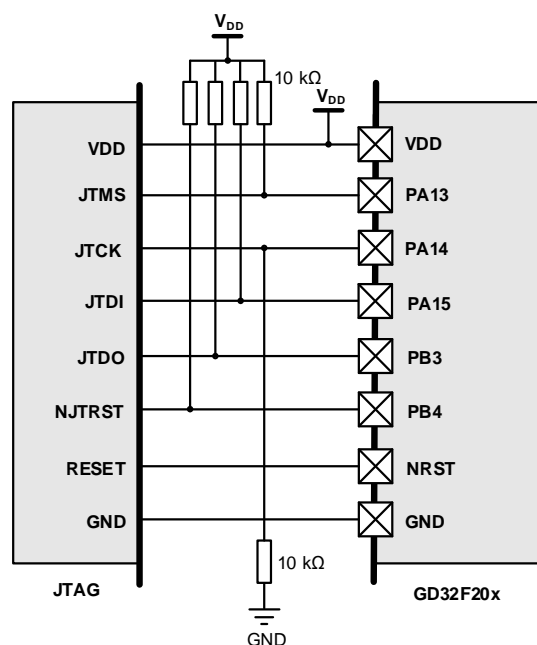 VDD
10 kΩ
VDD
VDD
VDD
JTMS
PA13
JTCK
PA14
JTDI
PA15
JTDO
PB3
NJTRST
PB4
RESET
NRST
GND
GND
10 kΩ
JTAG
GD32F20x
GND